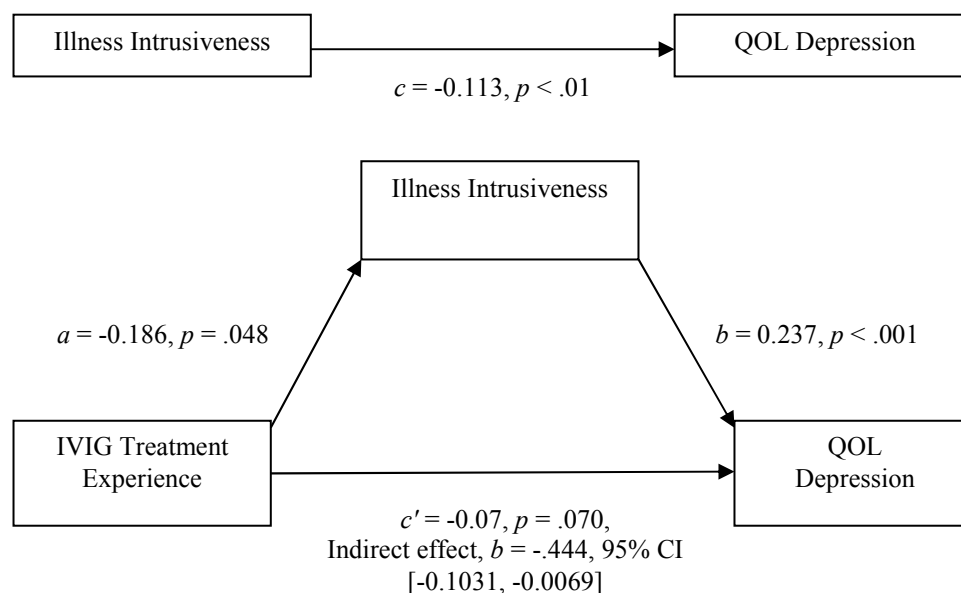 Illness Intrusiveness
QOL Depression
c = -0.113, p < .01
Illness Intrusiveness
a = -0.186, p = .048
b = 0.237, p < .001
IVIG Treatment
Experience
QOL
Depression
c' = -0.07, p = .070,
Indirect effect, b = -.444, 95% CI
[-0.1031, -0.0069]